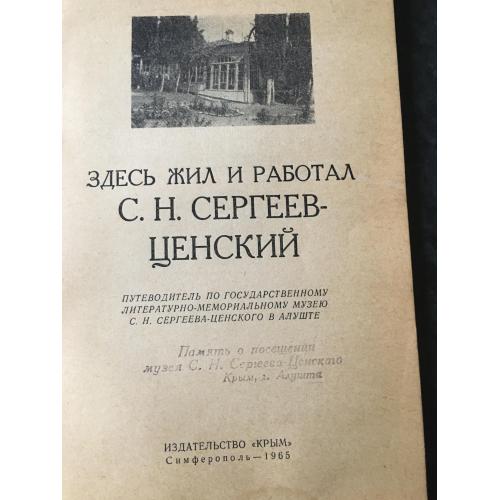 ЗДЕСЬ ЖИЛ И РАБОТАЛ
С. Н. СЕРГЕЕВ-
ЦЕНСКИЙ
ПУТЕВОДИТЕЛЬ ПО ГОСУДАРСТВЕННОМУ
ЛИТЕРАТУРНО-МЕМОРИАЛЬНОМУ МУЗЕЮ
С. Н. СЕРГЕЕВА-ЦЕНСКОГО В АЛУШТЕ
Память о посещении
музея С. Н. Сергеева-Ценского
Крым, г. Алушта
ИЗДАТЕЛЬСТВО «КРЫМ»
Симферополь — 1965